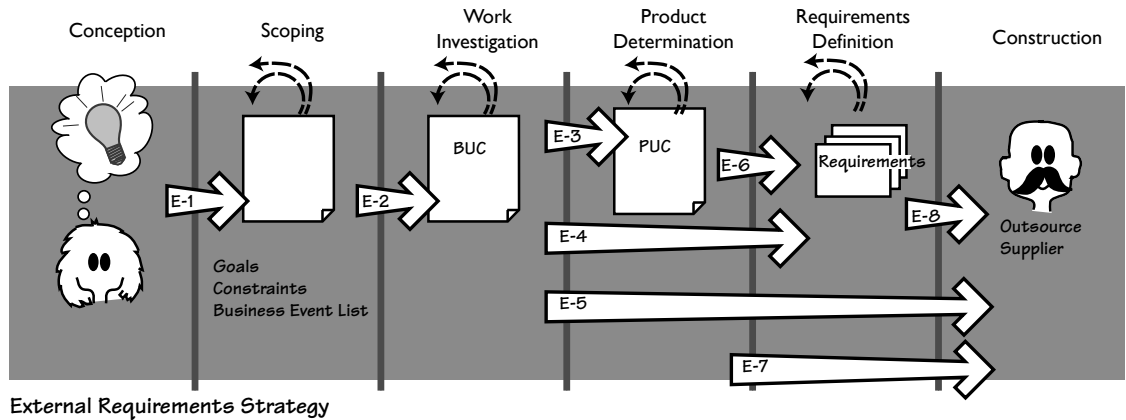 Conception
Scoping
Work
Investigation
Product
Determination
Requirements
Definition
Construction
E-1
E-2
BUC
E-3
PUC
E-6
Requirements
E-8
Outsource
Supplier
E-4
Goals
Constraints
Business Event List
E-5
E-7
External Requirements Strategy